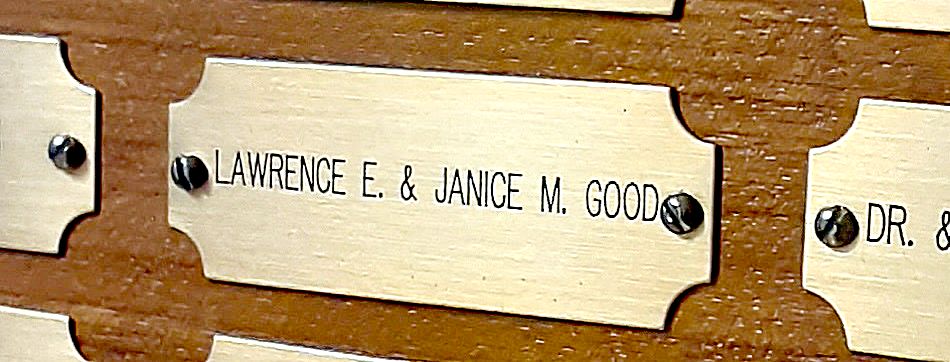 LAWRENCE E. & JANICE M. GOOD
DR. &